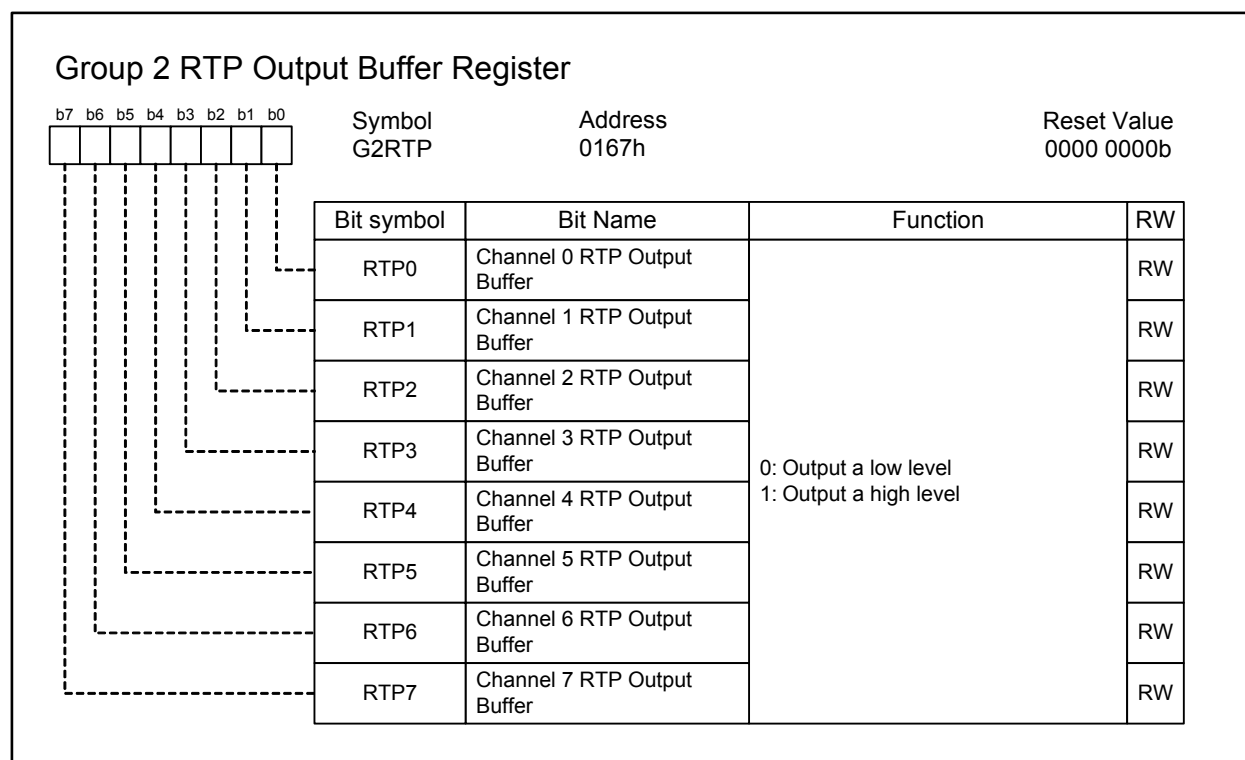 Group 2 RTP Output Buffer Register
b7 b6 b5 b4 b3 b2 b1 b0
Symbol Address Reset Value
G2RTP 0167h 0000 0000b
Bit symbol Bit Name Function RW
RTP0 Channel 0 RTP Output
Buffer RW
RTP1 Channel 1 RTP Output
Buffer RW
RTP2 Channel 2 RTP Output
Buffer RW
RTP3 Channel 3 RTP Output
Buffer RW
0: Output a low level
1: Output a high level
RTP4 Channel 4 RTP Output
Buffer RW
RTP5 Channel 5 RTP Output
Buffer RW
RTP6 Channel 6 RTP Output
Buffer RW
RTP7 Channel 7 RTP Output
Buffer RW